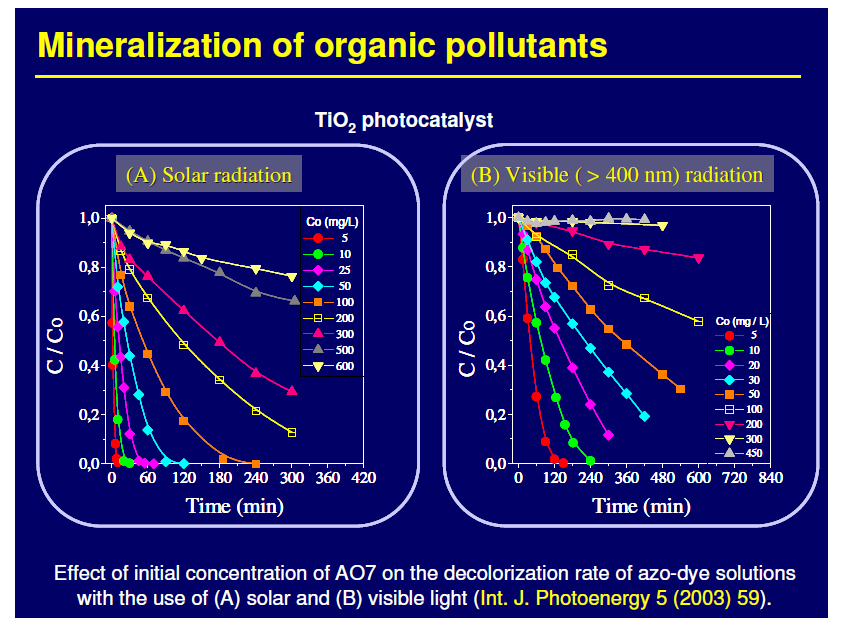 Mineralization of organic pollutants
TiO₂ photocatalyst
(A) Solar radiation
C / Co
1,0
0,8
0,6
0,4
0,2
0,0
0 60 120 180 240 300 360 420
Time (min)
Co (mg/L)
5
10
25
50
100
200
300
500
600
(B) Visible ( > 400 nm) radiation
C / Co
1,0
0,8
0,6
0,4
0,2
0,0
0 120 240 360 480 600 720 840
Time (min)
Co (mg / L)
5
10
20
30
50
100
200
300
450
Effect of initial concentration of AO7 on the decolorization rate of azo-dye solutions
with the use of (A) solar and (B) visible light (Int. J. Photoenergy 5 (2003) 59).